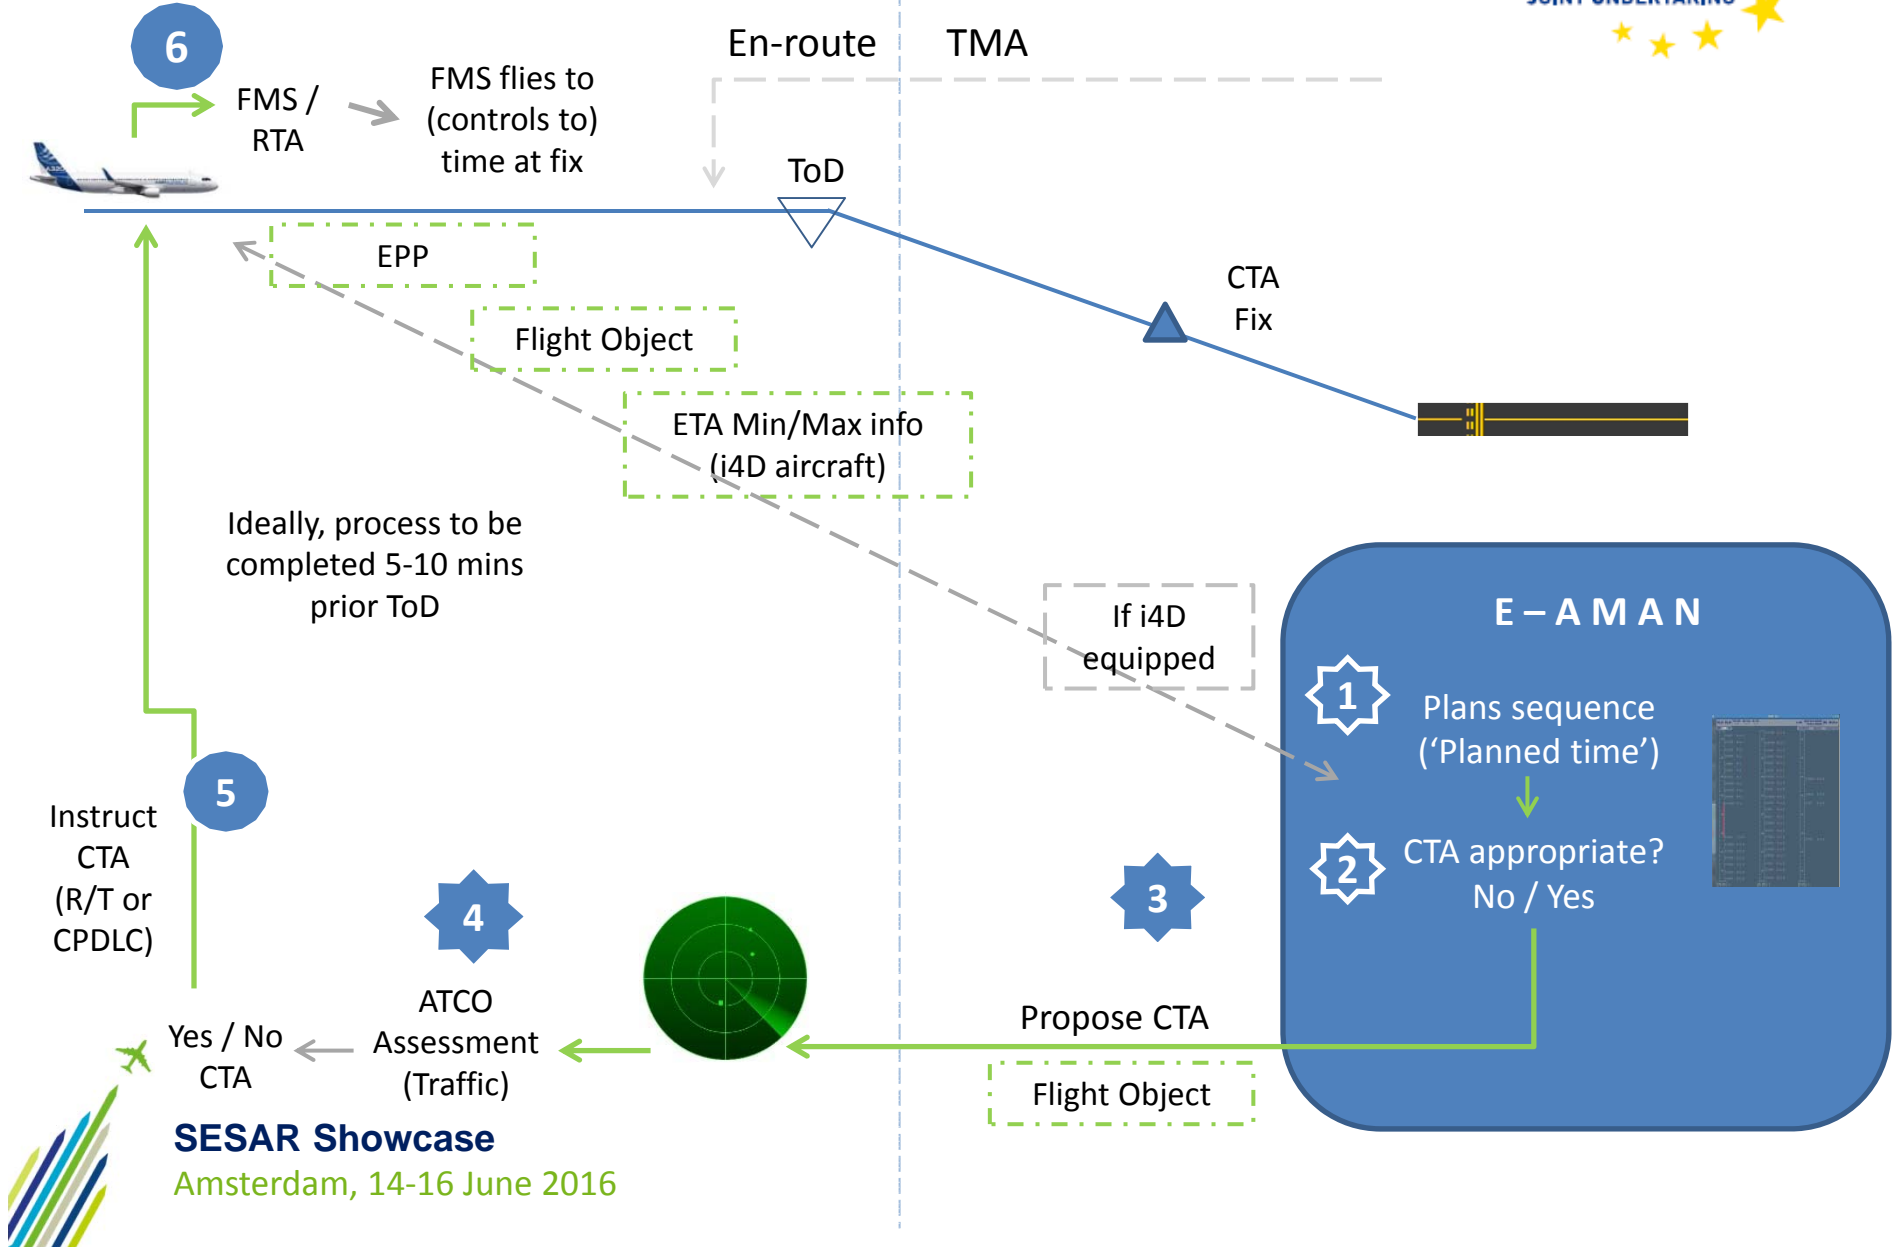 JOINT UNDERTAKING
6
En-route
TMA
FMS /
RTA
FMS flies to
(controls to)
time at fix
ToD
EPP
CTA
Fix
Flight Object
ETA Min/Max info
(i4D aircraft)
Ideally, process to be
completed 5-10 mins
prior ToD
If i4D
equipped
E – A M A N
1
Plans sequence
(‘Planned time’)
2
CTA appropriate?
No / Yes
3
Propose CTA
Flight Object
4
ATCO
Assessment
(Traffic)
5
Instruct
CTA
(R/T or
CPDLC)
Yes / No
CTA
SESAR Showcase
Amsterdam, 14-16 June 2016